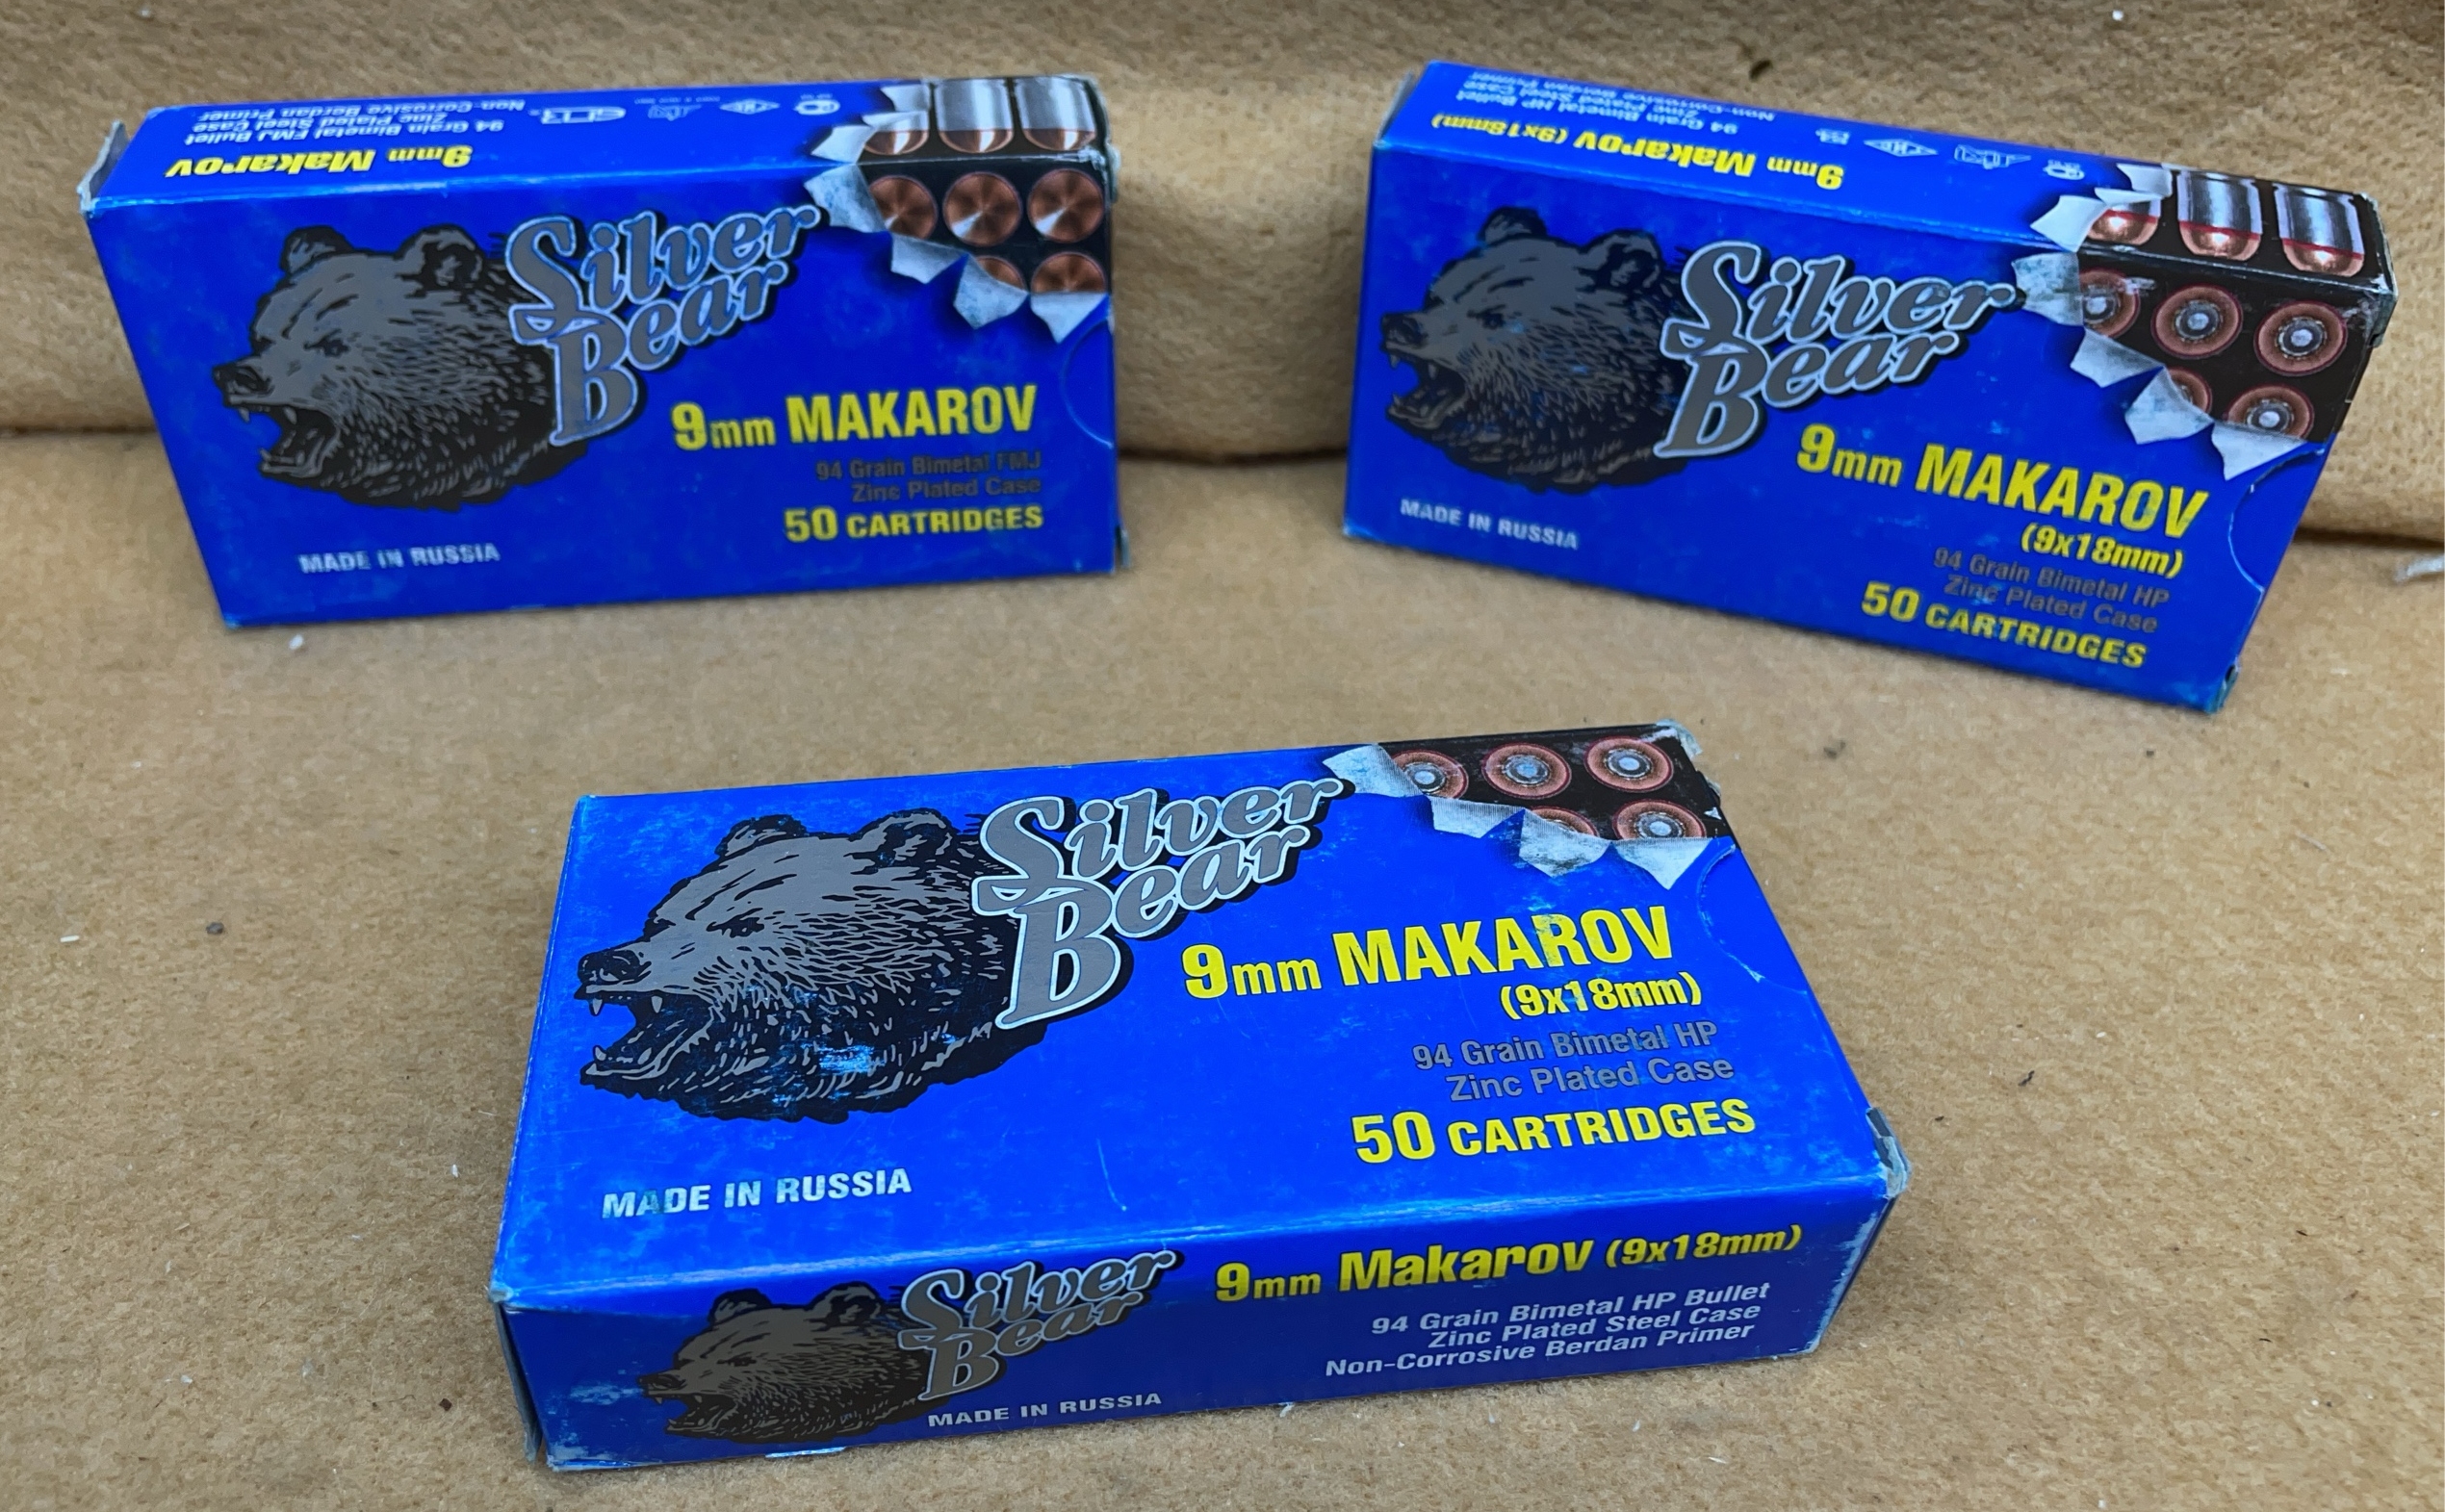 9mm Makarov
94 Grain Bimetal FMJ Bullet
Zinc Plated Steel Case
Non-Corrosive Berdan Primer
Silver
Bear
9mm MAKAROV
94 Grain Bimetal FMJ
Zinc Plated Case
50 CARTRIDGES
MADE IN RUSSIA
9mm Makarov (9x18mm)
94 Grain Bimetal HP Bullet
Zinc Plated Steel Case
Non-Corrosive Berdan Primer
Silver
Bear
9mm MAKAROV
(9x18mm)
94 Grain Bimetal HP
Zinc Plated Case
50 CARTRIDGES
MADE IN RUSSIA
Silver
Bear
9mm MAKAROV
(9x18mm)
94 Grain Bimetal HP
Zinc Plated Case
50 CARTRIDGES
MADE IN RUSSIA
Silver
Bear
MADE IN RUSSIA
9mm Makarov (9x18mm)
94 Grain Bimetal HP Bullet
Zinc Plated Steel Case
Non-Corrosive Berdan Primer